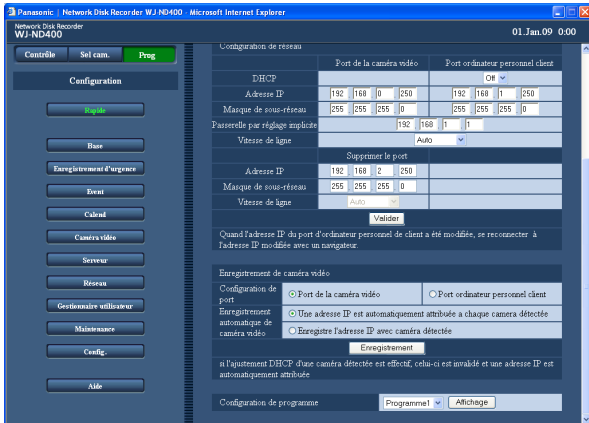 Panasonic | Network Disk Recorder WJ-ND400 - Microsoft Internet Explorer
Network Disk Recorder
WJ-ND400
01.Jan.09 0:00
Contrôle Sel cam. Prog
Configuration
Rapide
Base
Enregistrement d'urgence
Event
Calend
Caméra vidéo
Serveur
Réseau
Gestionnaire utilisateur
Maintenance
Config.
Aide
Configuration de réseau
Port de la caméra vidéo Port ordinateur personnel client
DHCP Off
Adresse IP 192 168 0 250 192 168 1 250
Masque de sous-réseau 255 255 255 0 255 255 255 0
Passerelle par réglage implicite 192 168 1 1
Vitesse de ligne Auto
Supprimer le port
Adresse IP 192 168 2 250
Masque de sous-réseau 255 255 255 0
Vitesse de ligne Auto
Valider
Quand l'adresse IP du port d'ordinateur personnel de client a été modifiée, se reconnecter à
l'adresse IP modifiée avec un navigateur.
Enregistrement de caméra vidéo
Configuration de port Port de la caméra vidéo Port ordinateur personnel client
Enregistrement automatique de caméra vidéo Une adresse IP est automatiquement attribuée a chaque camera détectée
Enregistre l'adresse IP avec caméra détectée
Enregistrement
si l'ajustement DHCP d'une caméra détectée est effectif, celui-ci est invalidé et une adresse IP est
automatiquement attribuée
Configuration de programme Programme1 Affichage